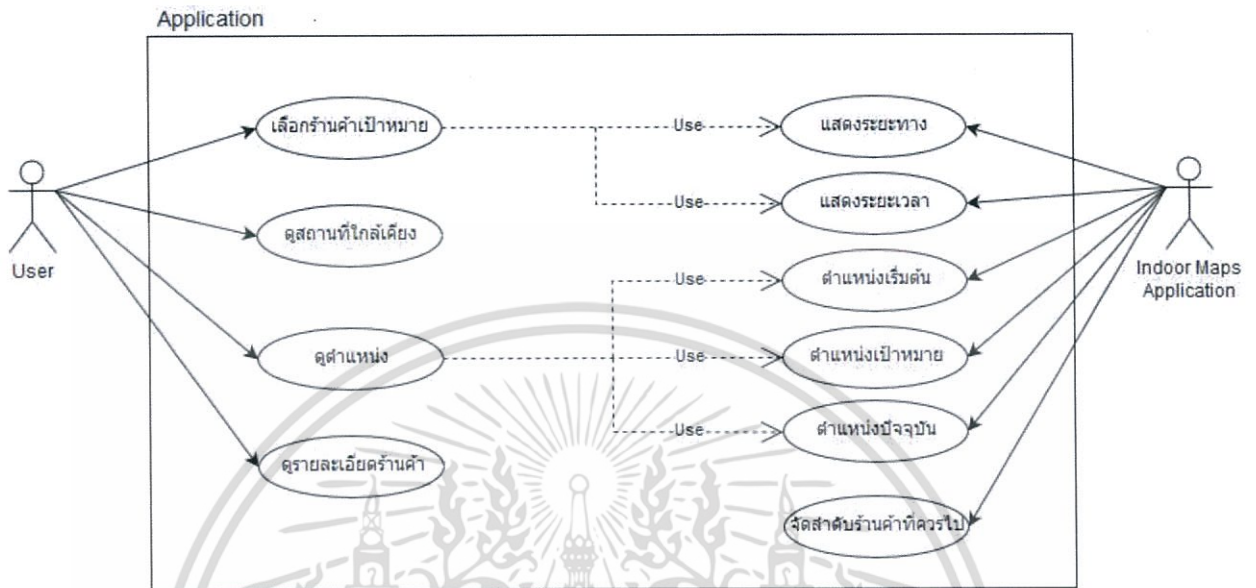 Application
เลือกร้านค้าเป้าหมาย
Use
แสดงระยะทาง
Use
แสดงระยะเวลา
ดูสถานที่ใกล้เคียง
User
Use
ตำแหน่งเริ่มต้น
Indoor Maps
Application
ดูตำแหน่ง
Use
ตำแหน่งเป้าหมาย
Use
ตำแหน่งปัจจุบัน
ดูรายละเอียดร้านค้า
จัดลำดับร้านค้าที่ควรไป